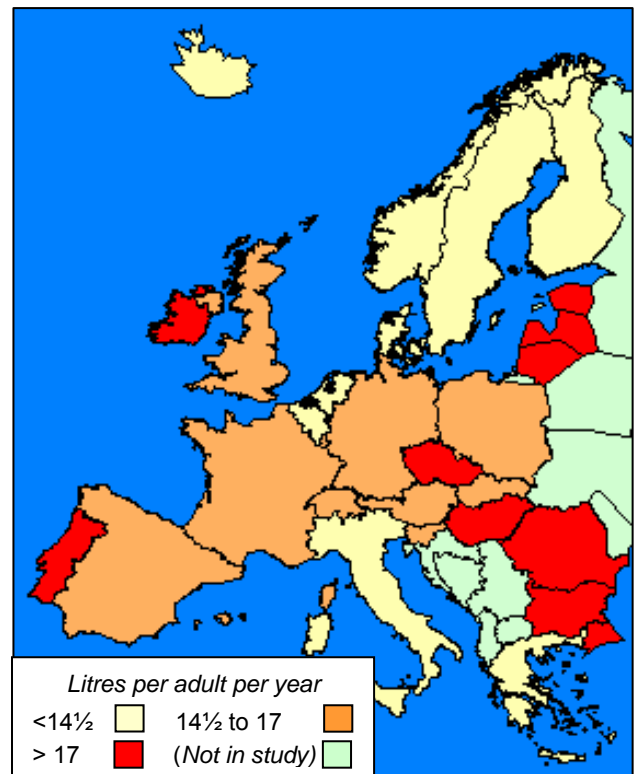 Litres per adult per year
<14½ 14½ to 17
> 17 (Not in study)